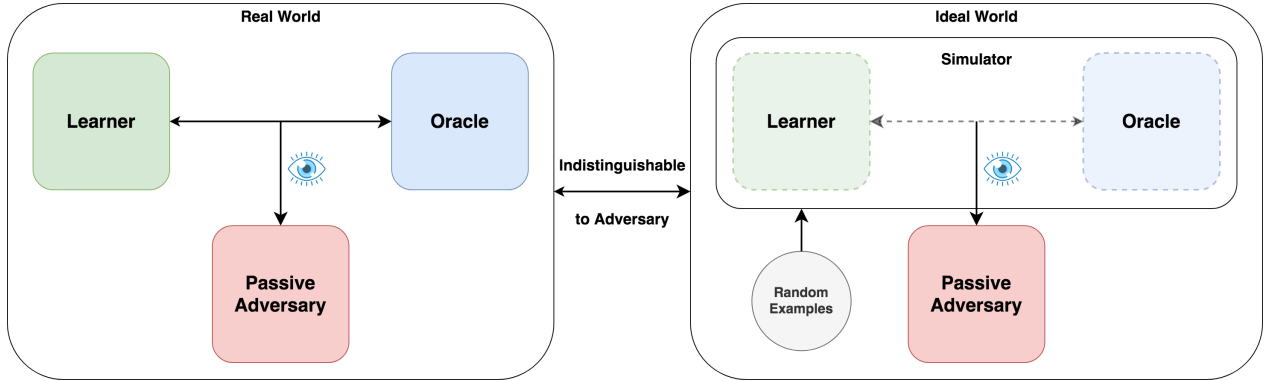 Real World
Learner
Oracle
Passive
Adversary
Indistinguishable
to Adversary
Ideal World
Simulator
Learner
Oracle
Random
Examples
Passive
Adversary